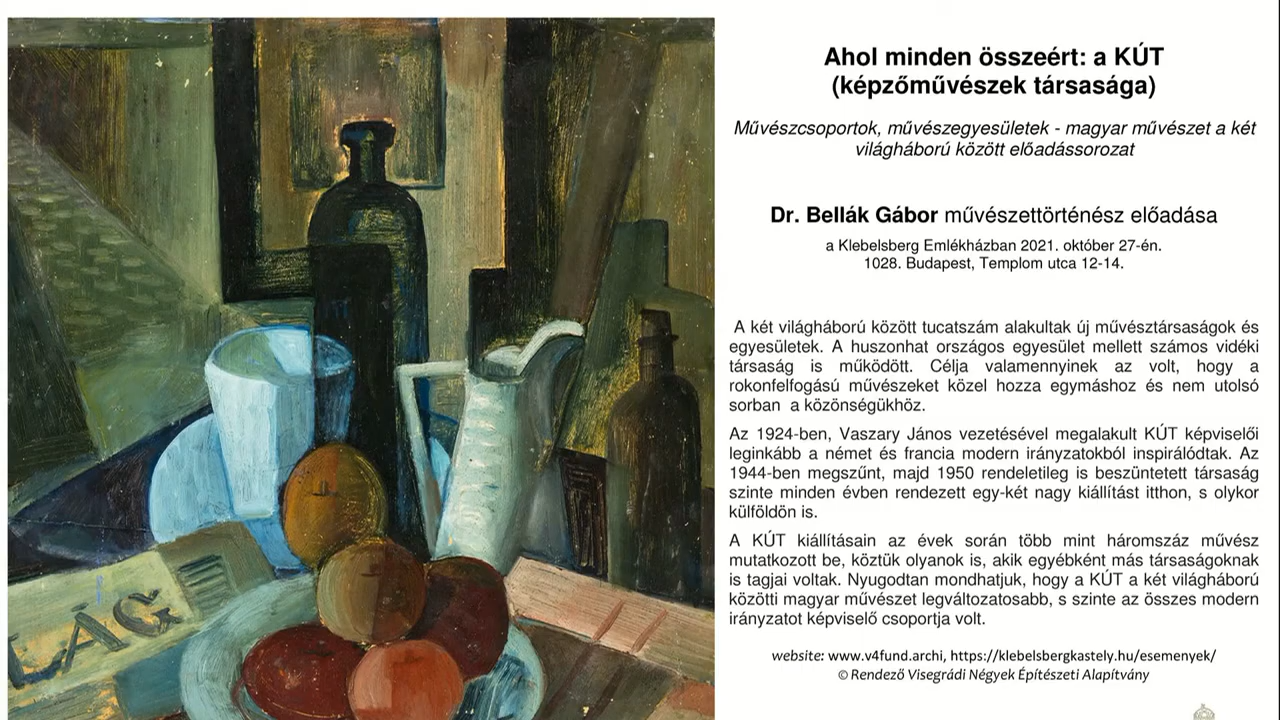 Ahol minden összeért: a KÚT
(képzőművészek társasága)
Művészcsoportok, művészegyesületek - magyar művészet a két
világháború között előadássorozat
Dr. Bellák Gábor művészettörténész előadása
a Klebelsberg Emlékházban 2021. október 27-én.
1028. Budapest, Templom utca 12-14.
A két világháború között tucatszám alakultak új művésztársaságok és
egyesületek. A huszonhat országos egyesület mellett számos vidéki
társaság is működött. Célja valamennyinek az volt, hogy a
rokonfelfogású művészeket közel hozza egymáshoz és nem utolsó
sorban a közönségükhöz.
Az 1924-ben, Vaszary János vezetésével megalakult KÚT képviselői
leginkább a német és francia modern irányzatokból inspirálódtak. Az
1944-ben megszűnt, majd 1950 rendeletileg is beszüntetett társaság
szinte minden évben rendezett egy-két nagy kiállítást itthon, s olykor
külföldön is.
A KÚT kiállításain az évek során több mint háromszáz művész
mutatkozott be, köztük olyanok is, akik egyébként más társaságoknak
is tagjai voltak. Nyugodtan mondhatjuk, hogy a KÚT a két világháború
közötti magyar művészet legváltozatosabb, s szinte az összes modern
irányzatot képviselő csoportja volt.
website: www.v4fund.archi, https://klebelsbergkastely.hu/esemenyek/
© Rendező Visegrádi Négyek Építészeti Alapítvány
LÁG